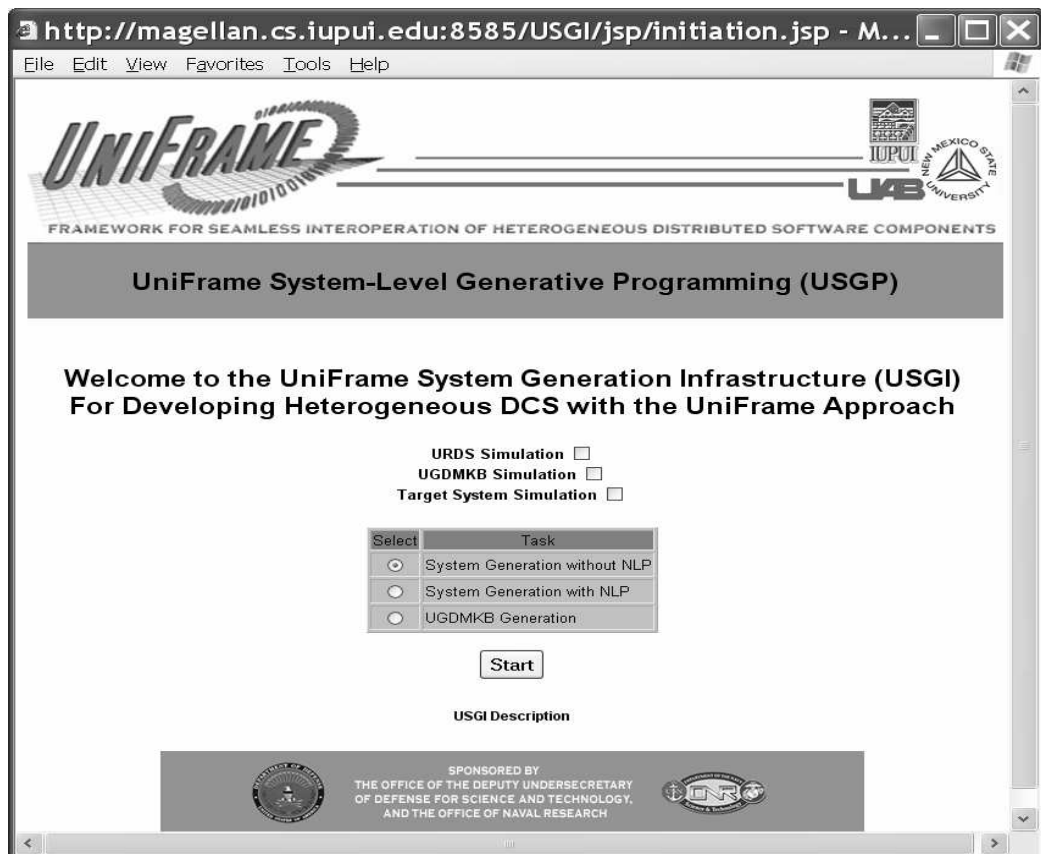 http://magellan.cs.iupui.edu:8585/USGI/jsp/initiation.jsp - M...
File Edit View Favorites Tools Help
UNIFRAME
IUPUI
UAB
NEW MEXICO STATE UNIVERSITY
FRAMEWORK FOR SEAMLESS INTEROPERATION OF HETEROGENEOUS DISTRIBUTED SOFTWARE COMPONENTS
UniFrame System-Level Generative Programming (USGP)
Welcome to the UniFrame System Generation Infrastructure (USGI)
For Developing Heterogeneous DCS with the UniFrame Approach
URDS Simulation
UGDMKB Simulation
Target System Simulation
Select Task
System Generation without NLP
System Generation with NLP
UGDMKB Generation
Start
USGI Description
SPONSORED BY
THE OFFICE OF THE DEPUTY UNDERSECRETARY
OF DEFENSE FOR SCIENCE AND TECHNOLOGY,
AND THE OFFICE OF NAVAL RESEARCH